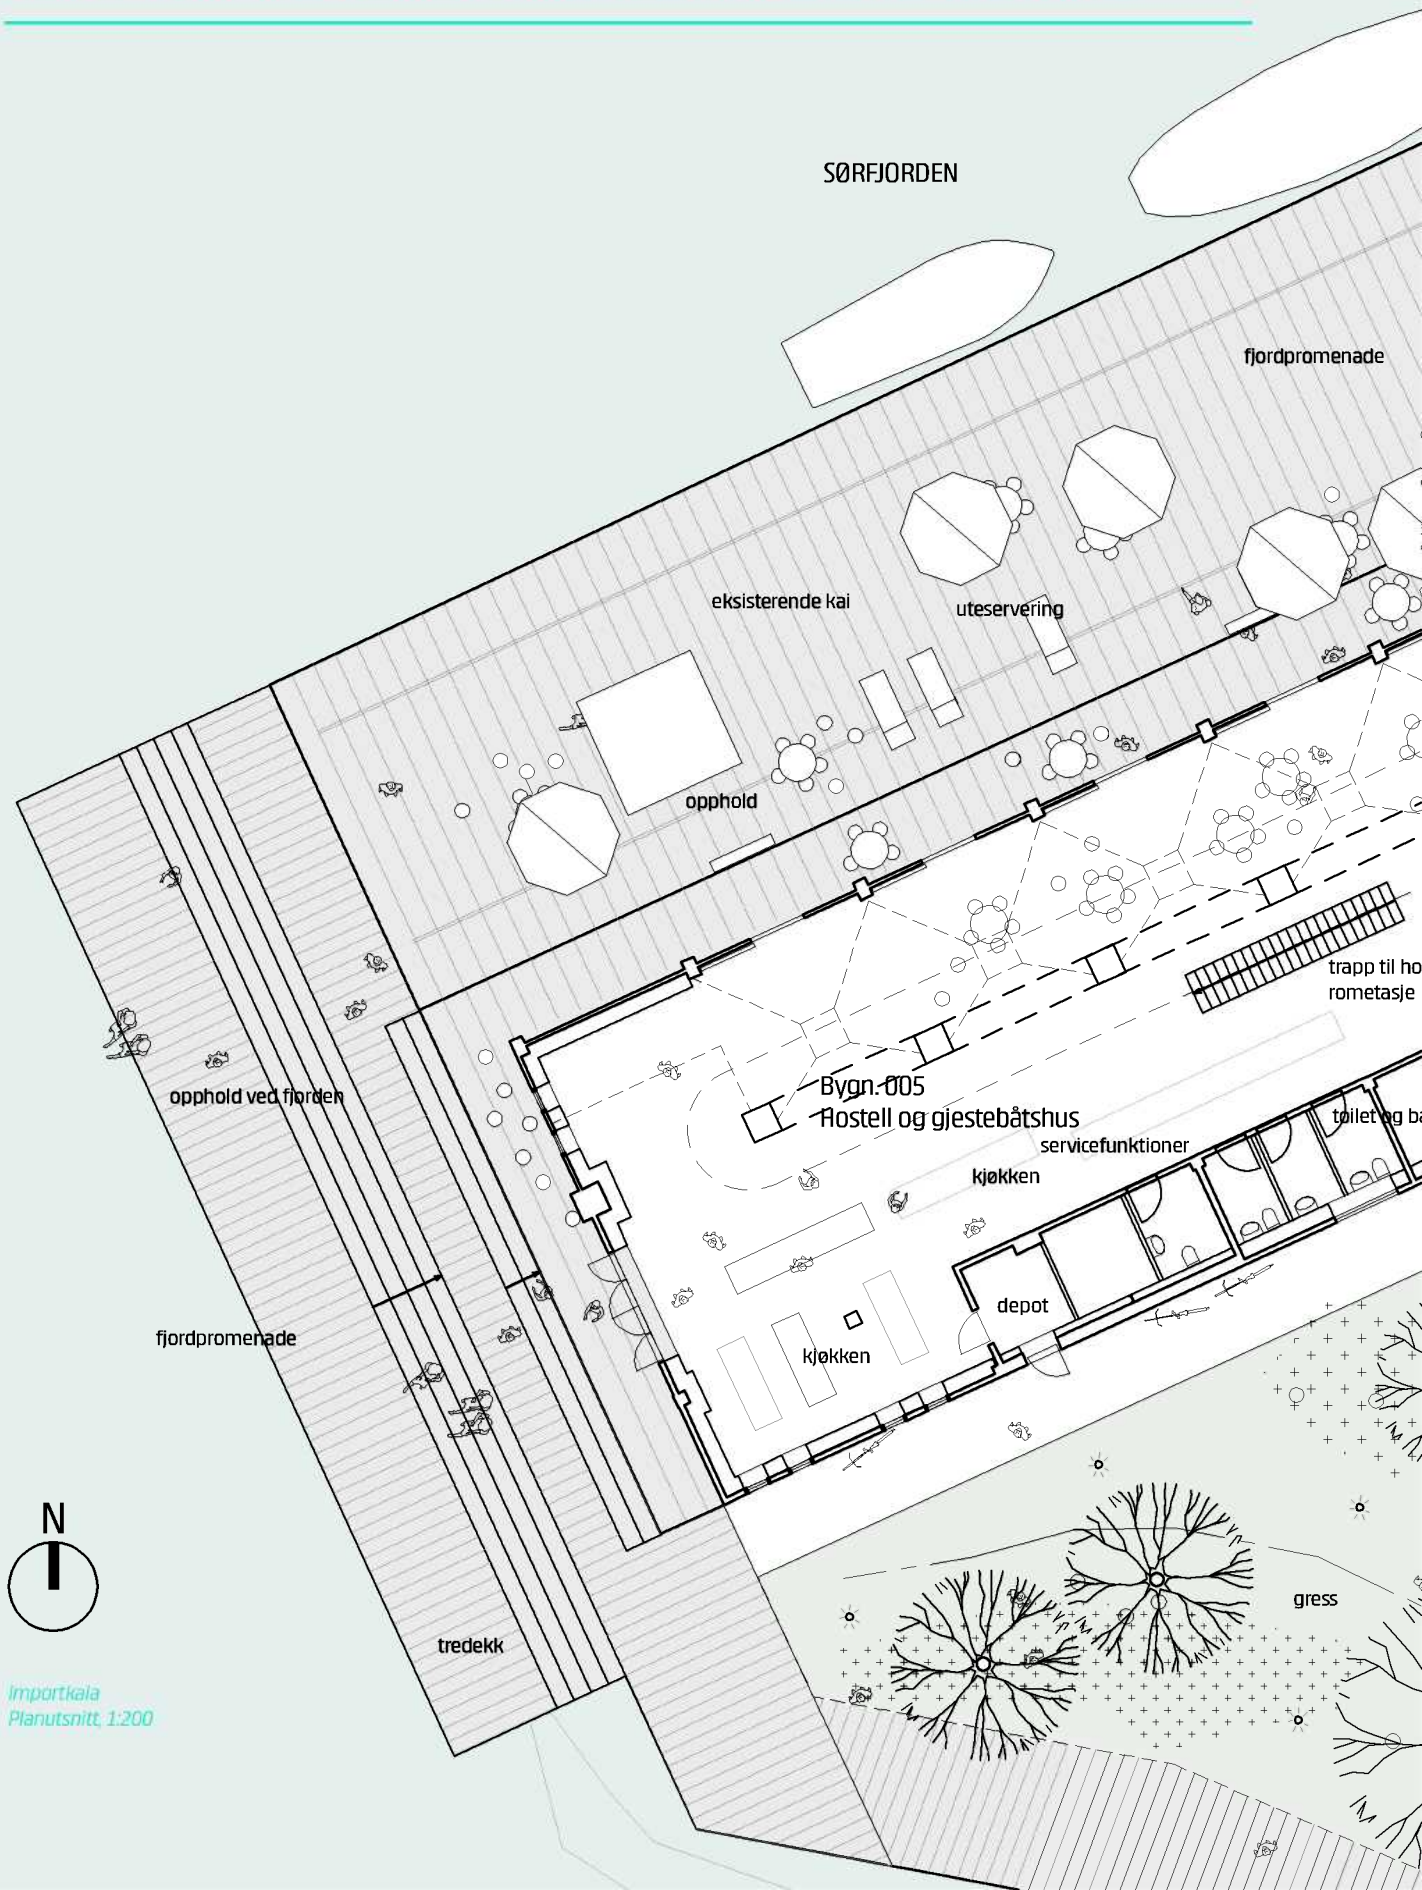 SØRFJORDEN
fjordpromenade
eksisterende kai
uteservering
opphold
trapp til ho
rometasje
Bygn. 005
Hostell og gjestebåtshus
opphold ved fjorden
toilet og ba
servicefunktioner
kjøkken
depot
fjordpromenade
kjøkken
N
gress
tredekk
Importkaia
Planutsnitt, 1:200